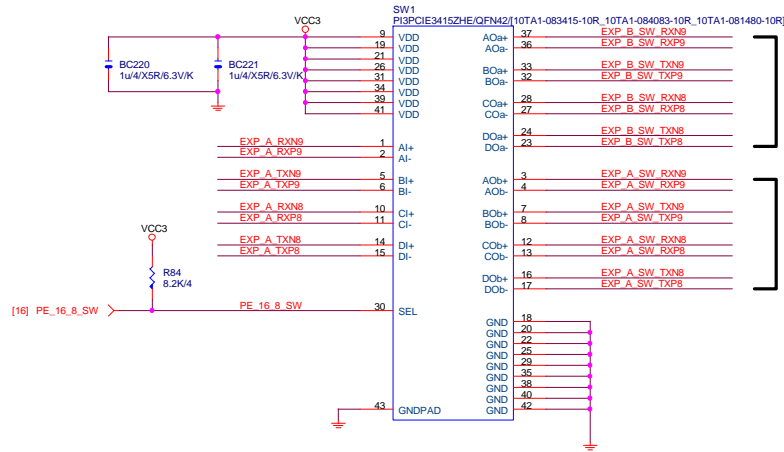 SW1
PI3PCIE3415ZHE/QFN42/[10TA1-083415-10R_10TA1-084083-10R_10TA1-081480-10R]
VCC3
BC220
1u/4/X5R/6.3V/K
BC221
1u/4/X5R/6.3V/K
9 VDD
19 VDD
21 VDD
26 VDD
31 VDD
34 VDD
39 VDD
41 VDD
AOa+ 37 EXP_B_SW_RXN9
AOa- 36 EXP_B_SW_RXP9
BOa+ 33 EXP_B_SW_TXN9
BOa- 32 EXP_B_SW_TXP9
COa+ 28 EXP_B_SW_RXN8
COa- 27 EXP_B_SW_RXP8
DOa+ 24 EXP_B_SW_TXN8
DOa- 23 EXP_B_SW_TXP8
EXP_A_RXN9 1 AI+
EXP_A_RXP9 2 AI-
EXP_A_TXN9 5 BI+
EXP_A_TXP9 6 BI-
EXP_A_RXN8 10 CI+
EXP_A_RXP8 11 CI-
EXP_A_TXN8 14 DI+
EXP_A_TXP8 15 DI-
AOb+ 3 EXP_A_SW_RXN9
AOb- 4 EXP_A_SW_RXP9
BOb+ 7 EXP_A_SW_TXN9
BOb- 8 EXP_A_SW_TXP9
COb+ 12 EXP_A_SW_RXN8
COb- 13 EXP_A_SW_RXP8
DOb+ 16 EXP_A_SW_TXN8
DOb- 17 EXP_A_SW_TXP8
VCC3
R84
8.2K/4
[16] PE_16_8_SW
PE_16_8_SW 30 SEL
GND 18
GND 20
GND 22
GND 25
GND 29
GND 35
GND 38
GND 40
GND 42
43 GNDPAD